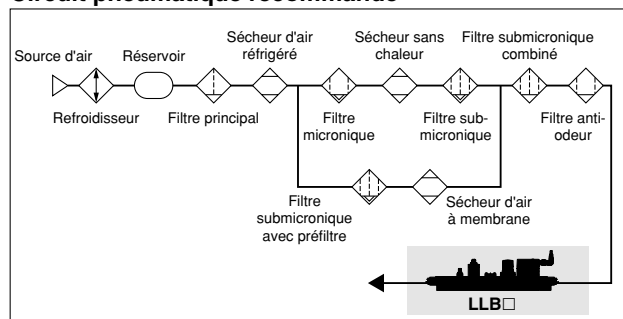 Circuit pneumatique recommandé
Sécheur d'air
réfrigéré
Sécheur sans
chaleur
Filtre submicronique
combiné
Source d'air
Réservoir
Refroidisseur
Filtre principal
Filtre
micronique
Filtre sub-
micronique
Filtre anti-
odeur
Filtre
submicronique
avec préfiltre
Sécheur d'air
à membrane
LLB□